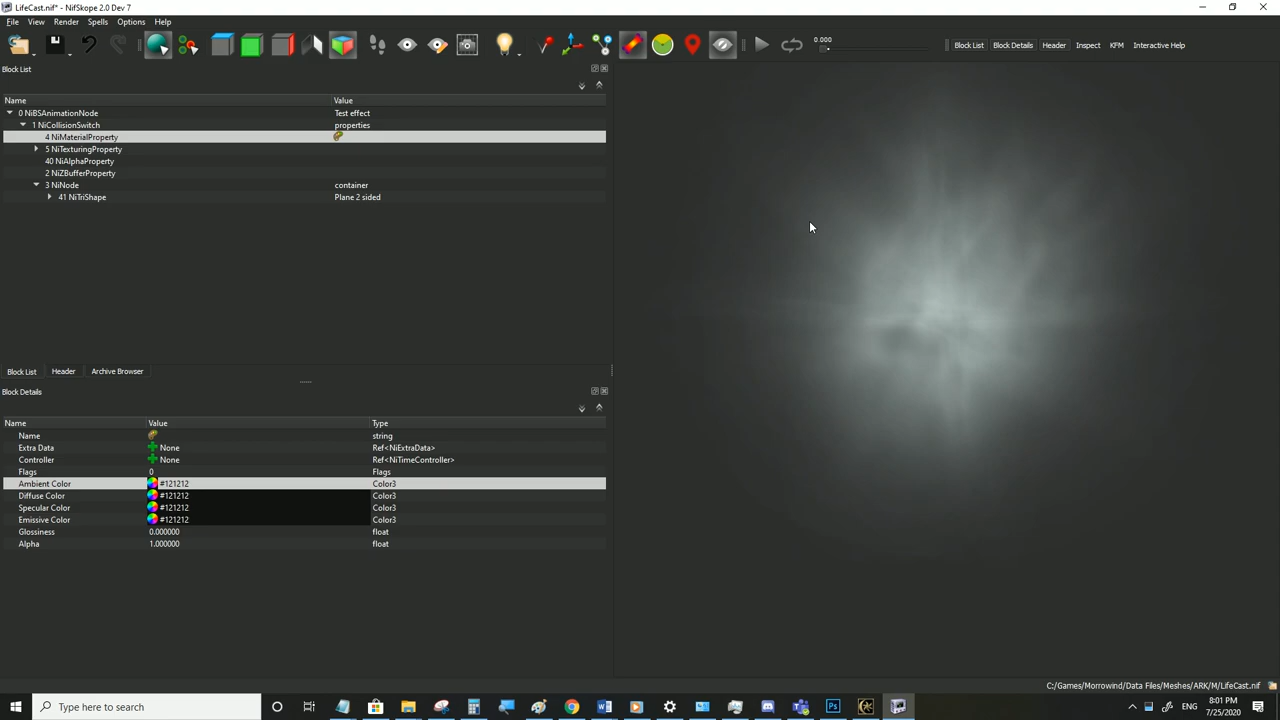 LifeCast.nif* - NifSkope 2.0 Dev 7
File View Render Spells Options Help
0.000
Block List Block Details Header Inspect KFM Interactive Help
Block List
Name Value
0 NiBSAnimationNode Test effect
1 NiCollisionSwitch properties
4 NiMaterialProperty
5 NiTexturingProperty
40 NiAlphaProperty
2 NiZBufferProperty
3 NiNode container
41 NiTriShape Plane 2 sided
Block List Header Archive Browser
Block Details
Name Value Type
Name string
Extra Data None Ref<NiExtraData>
Controller None Ref<NiTimeController>
Flags 0 Flags
Ambient Color #121212 Color3
Diffuse Color #121212 Color3
Specular Color #121212 Color3
Emissive Color #121212 Color3
Glossiness 0.000000 float
Alpha 1.000000 float
C:/Games/Morrowind/Data Files/Meshes/ARK/M/LifeCast.nif
Type here to search
ENG
8:01 PM
7/25/2020